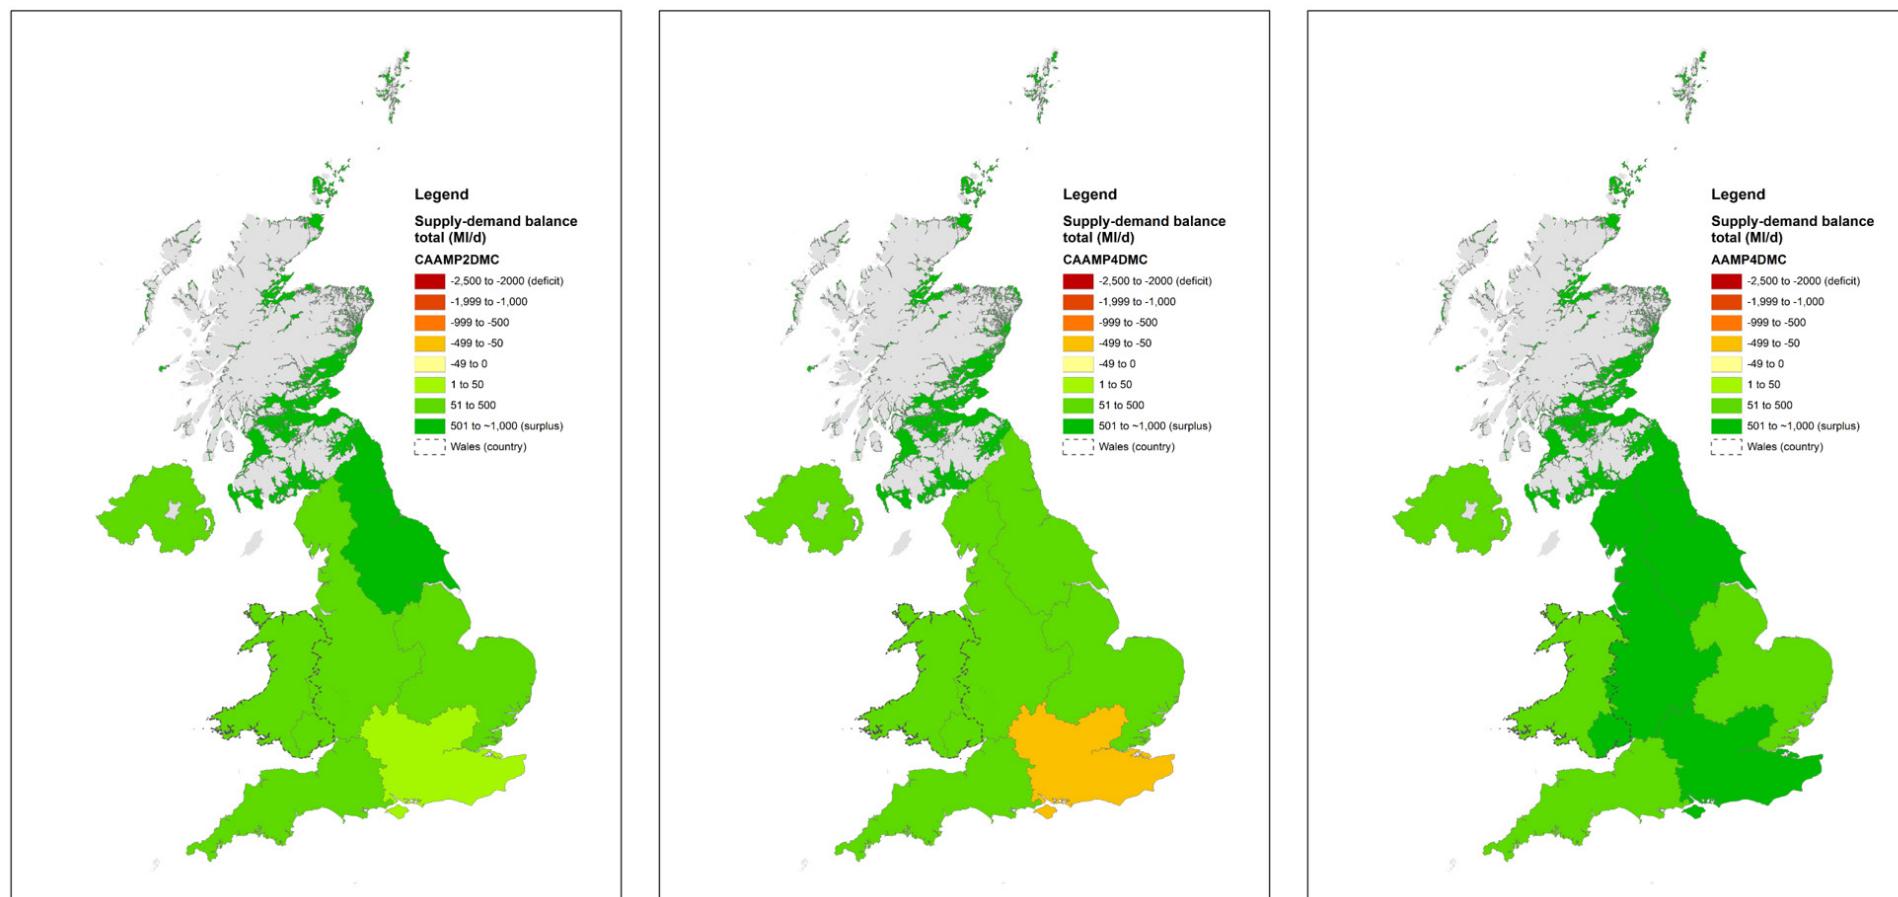 Legend
Supply-demand balance
total (Ml/d)
CAAMP2DMC
-2,500 to -2000 (deficit)
-1,999 to -1,000
-999 to -500
-499 to -50
-49 to 0
1 to 50
51 to 500
501 to ~1,000 (surplus)
Wales (country)
Legend
Supply-demand balance
total (Ml/d)
CAAMP4DMC
-2,500 to -2000 (deficit)
-1,999 to -1,000
-999 to -500
-499 to -50
-49 to 0
1 to 50
51 to 500
501 to ~1,000 (surplus)
Wales (country)
Legend
Supply-demand balance
total (Ml/d)
AAMP4DMC
-2,500 to -2000 (deficit)
-1,999 to -1,000
-999 to -500
-499 to -50
-49 to 0
1 to 50
51 to 500
501 to ~1,000 (surplus)
Wales (country)